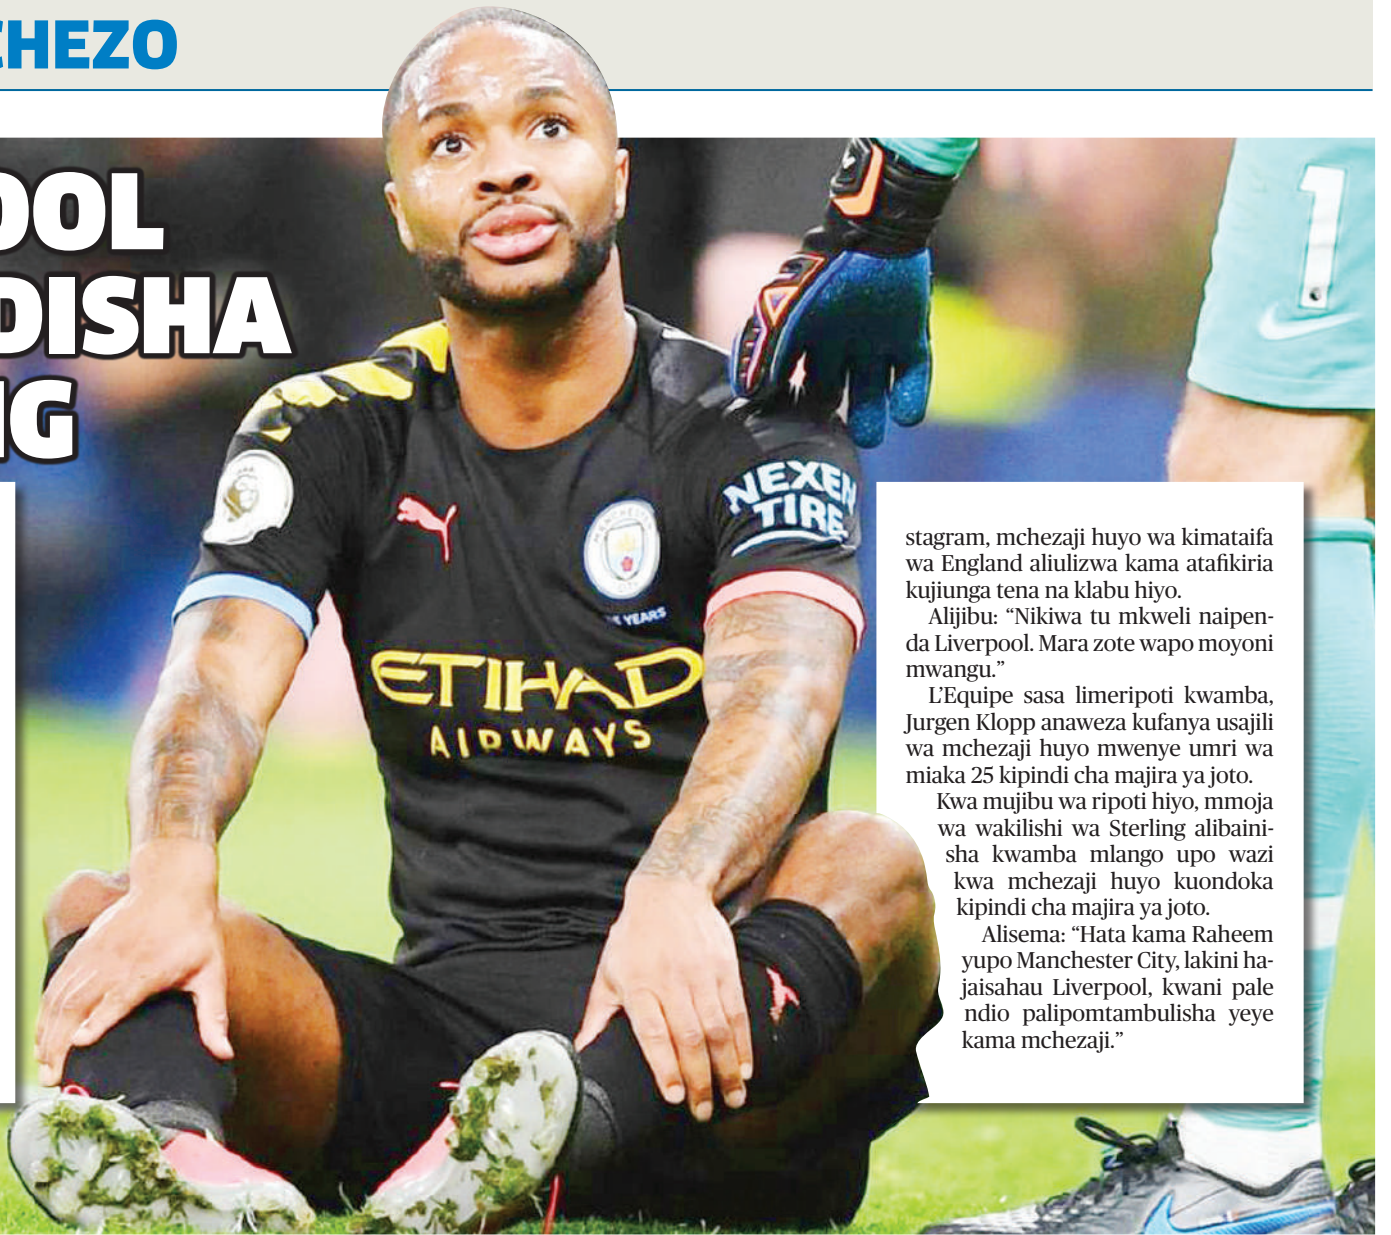 CHEZO
OOL
DISHA
NG
1
NEXEN
TIRE
MANCHESTER
CITY
YEARS
ETIHAD
AIRWAYS
stagram, mchezaji huyo wa kimataifa
wa England aliulizwa kama atafikiria
kujiunga tena na klabu hiyo.
Alijibu: “Nikiwa tu mkweli naipen-
da Liverpool. Mara zote wapo moyoni
mwangu.”
L’Equipe sasa limeripoti kwamba,
Jurgen Klopp anaweza kufanya usajili
wa mchezaji huyo mwenye umri wa
miaka 25 kipindi cha majira ya joto.
Kwa mujibu wa ripoti hiyo, mmoja
wa wakilishi wa Sterling alibaini-
sha kwamba mlango upo wazi
kwa mchezaji huyo kuondoka
kipindi cha majira ya joto.
Alisema: “Hata kama Raheem
yupo Manchester City, lakini ha-
jaisahau Liverpool, kwani pale
ndio palipomtambulisha yeye
kama mchezaji.”